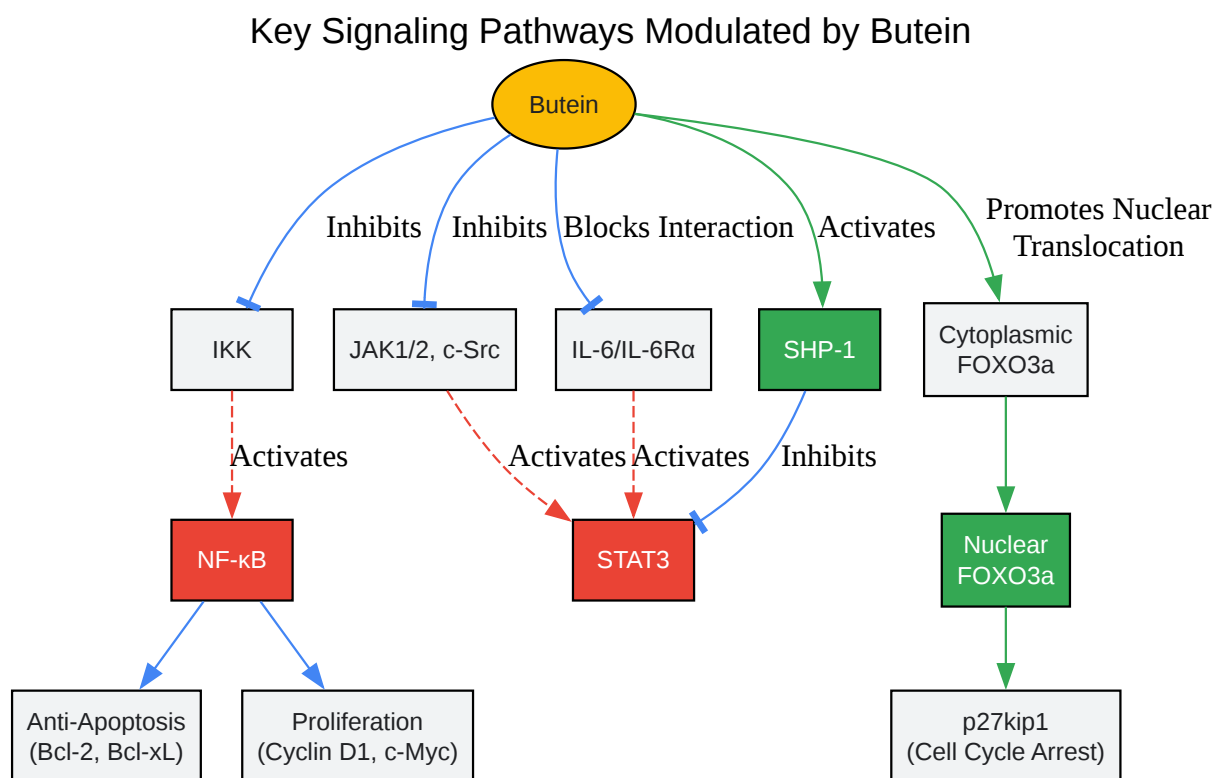 Key Signaling Pathways Modulated by Butein
Butein
Inhibits
Inhibits
Blocks Interaction
Activates
Promotes Nuclear
Translocation
IKK
JAK1/2, c-Src
IL-6/IL-6Rα
SHP-1
Cytoplasmic
FOXO3a
Activates
Activates
Activates
Inhibits
NF-κB
STAT3
Nuclear
FOXO3a
Anti-Apoptosis
(Bcl-2, Bcl-xL)
Proliferation
(Cyclin D1, c-Myc)
p27kip1
(Cell Cycle Arrest)